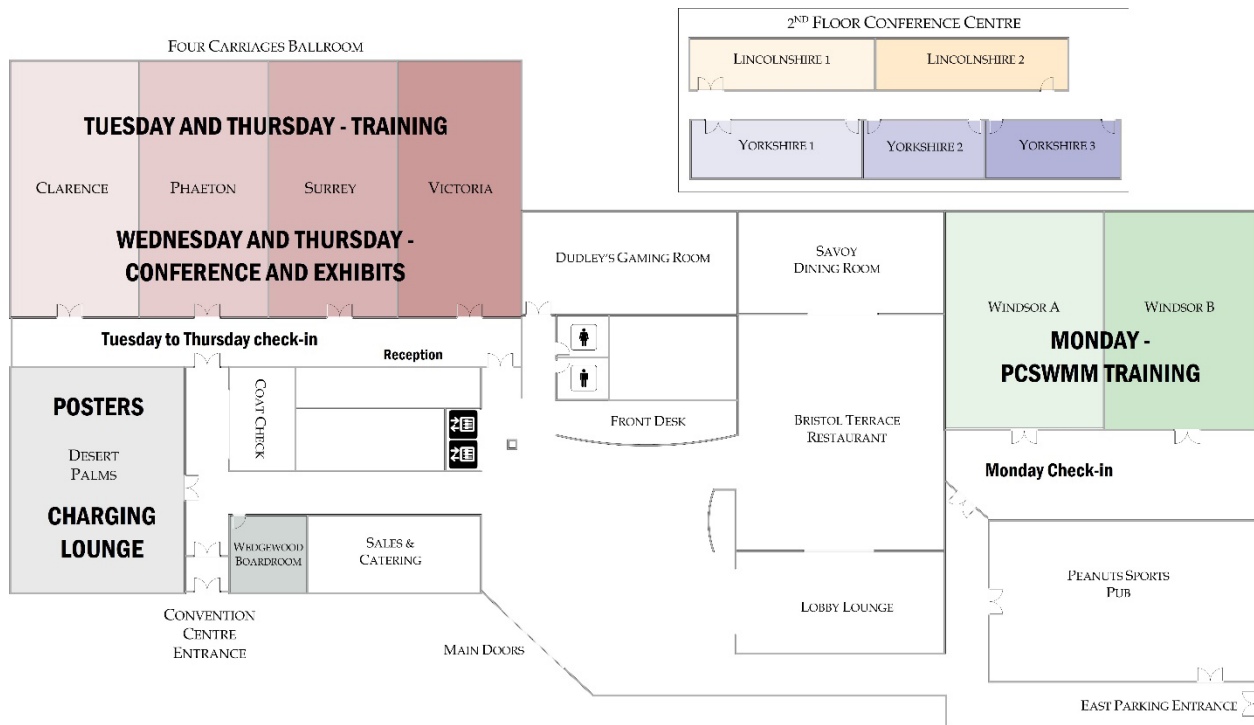 2ND FLOOR CONFERENCE CENTRE
LINCOLNSHIRE 1
LINCOLNSHIRE 2
YORKSHIRE 1
YORKSHIRE 2
YORKSHIRE 3
FOUR CARRIAGES BALLROOM
TUESDAY AND THURSDAY - TRAINING
CLARENCE
PHAETON
SURREY
VICTORIA
WEDNESDAY AND THURSDAY -
CONFERENCE AND EXHIBITS
DUDLEY'S GAMING ROOM
SAVOY
DINING ROOM
WINDSOR A
WINDSOR B
MONDAY -
PCSWMM TRAINING
Tuesday to Thursday check-in
Reception
POSTERS
DESERT
PALMS
CHARGING
LOUNGE
COAT CHECK
FRONT DESK
BRISTOL TERRACE
RESTAURANT
Monday Check-in
WEDGEWOOD
BOARDROOM
SALES &
CATERING
PEANUTS SPORTS
PUB
LOBBY LOUNGE
CONVENTION
CENTRE
ENTRANCE
MAIN DOORS
EAST PARKING ENTRANCE